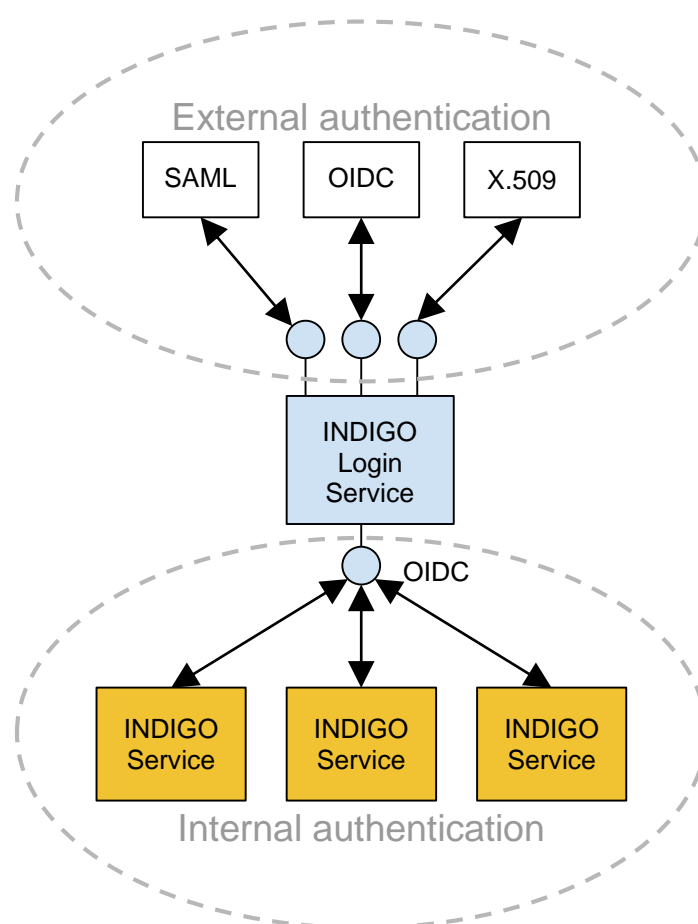 External authentication
SAML
OIDC
X.509
INDIGO
Login
Service
OIDC
INDIGO
Service
INDIGO
Service
INDIGO
Service
Internal authentication